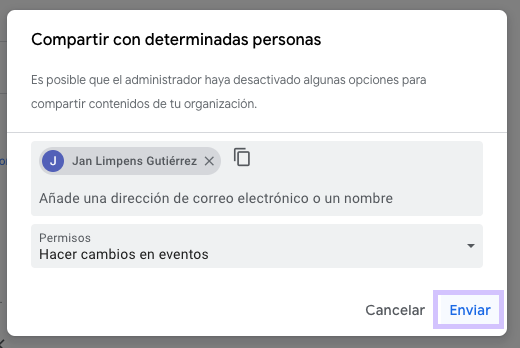 Compartir con determinadas personas
Es posible que el administrador haya desactivado algunas opciones para
compartir contenidos de tu organización.
J Jan Limpens Gutiérrez
Añade una dirección de correo electrónico o un nombre
Permisos
Hacer cambios en eventos
Cancelar Enviar